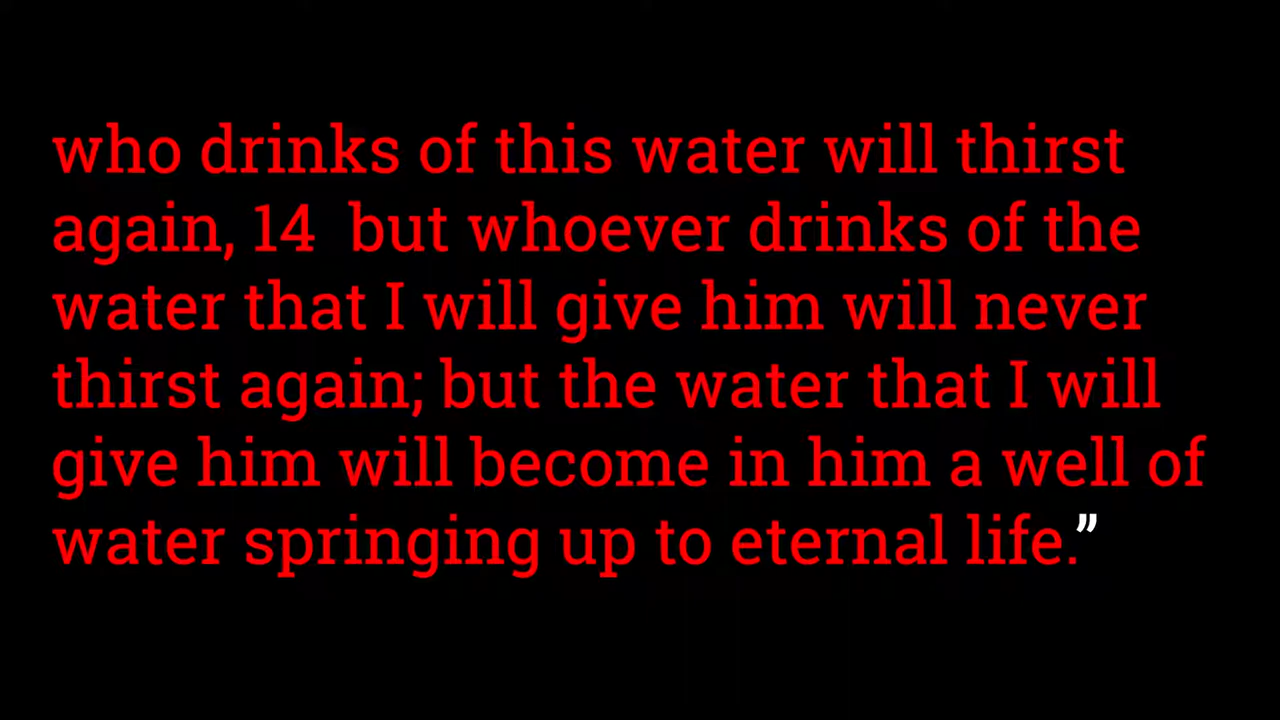 who drinks of this water will thirst
again, 14  but whoever drinks of the
water that I will give him will never
thirst again; but the water that I will
give him will become in him a well of
water springing up to eternal life.”